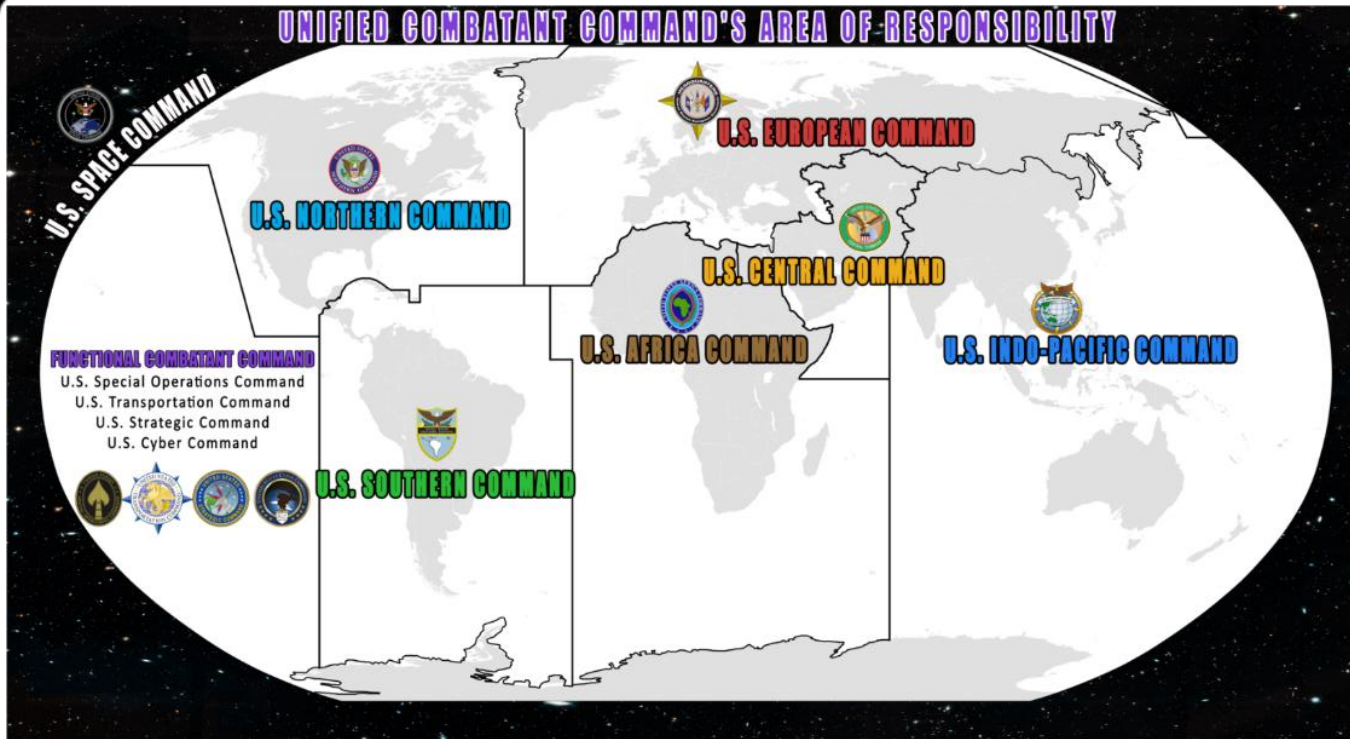 UNIFIED COMBATANT COMMAND'S AREA OF RESPONSIBILITY
U.S. SPACE COMMAND
U.S. EUROPEAN COMMAND
U.S. NORTHERN COMMAND
U.S. CENTRAL COMMAND
U.S. AFRICA COMMAND
U.S. INDO-PACIFIC COMMAND
FUNCTIONAL COMBATANT COMMAND
U.S. Special Operations Command
U.S. Transportation Command
U.S. Strategic Command
U.S. Cyber Command
U.S. SOUTHERN COMMAND